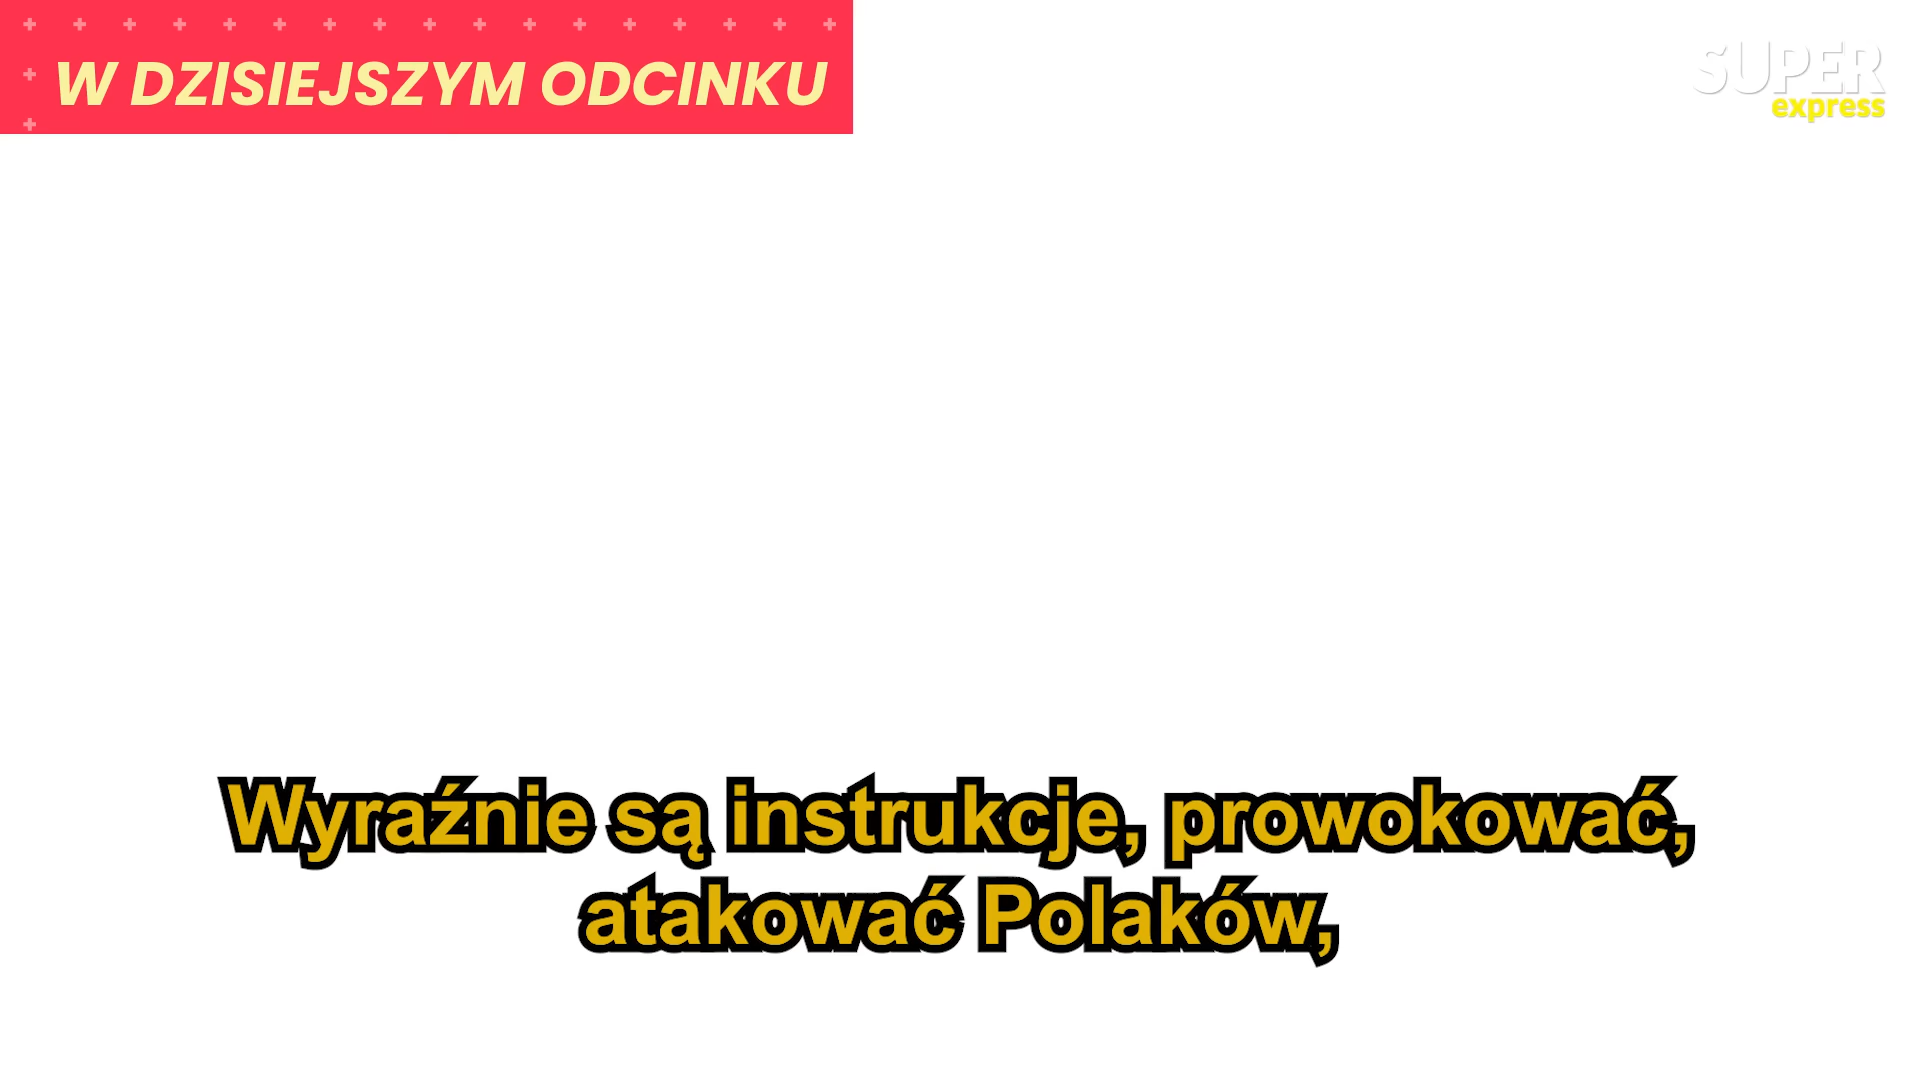 W DZISIEJSZYM ODCINKU
SUPER
express
Wyraźnie są instrukcje, prowokować,
atakować Polaków,